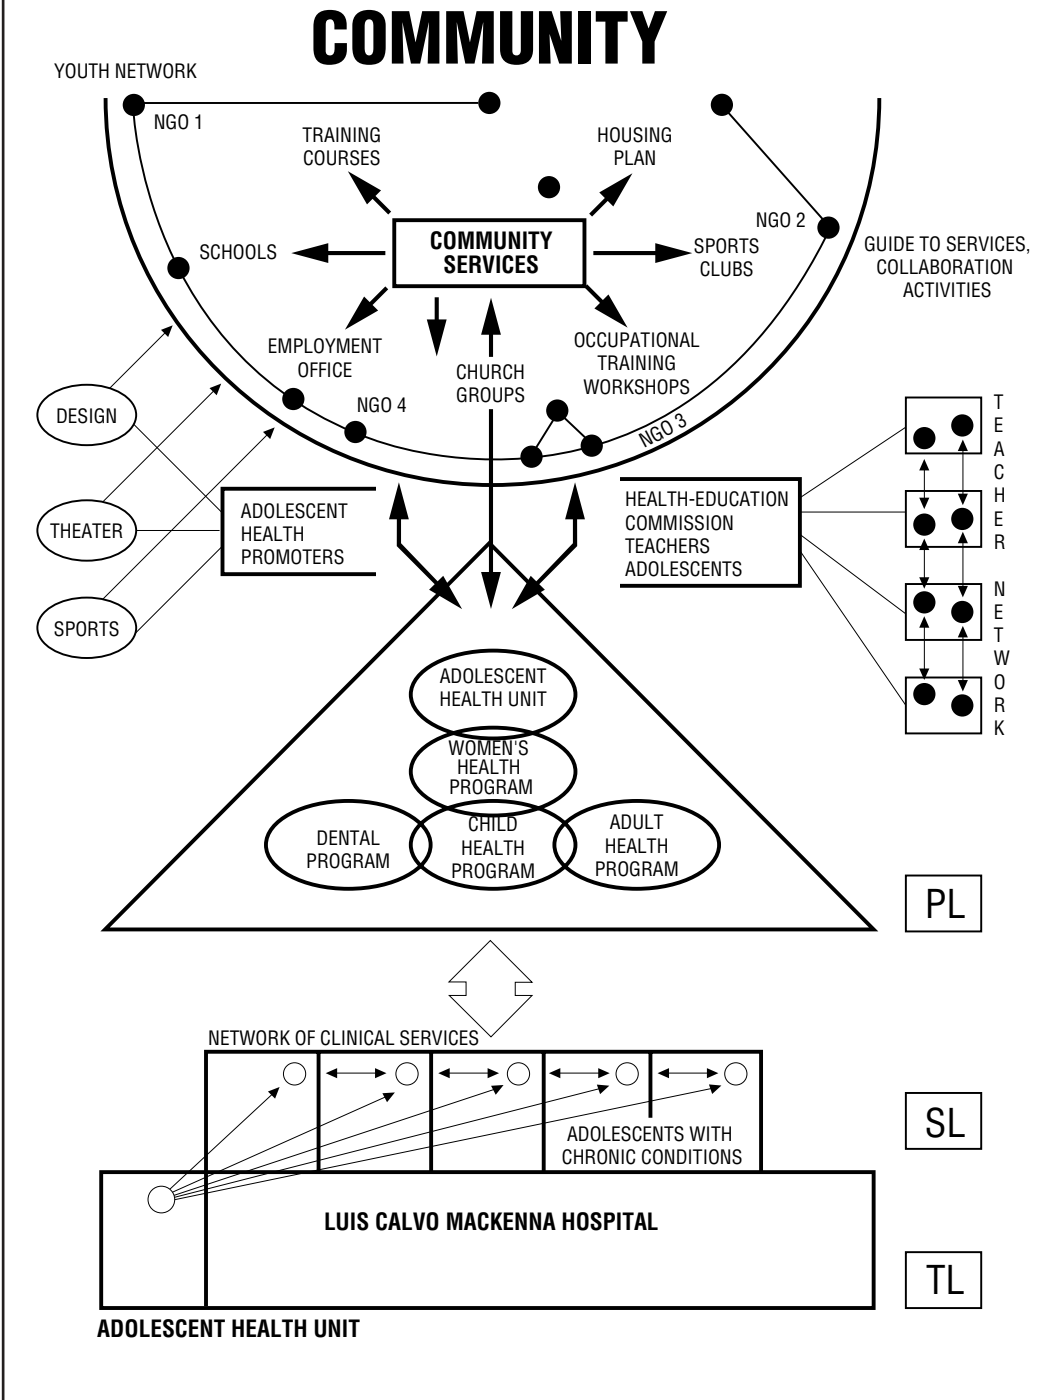 COMMUNITY
YOUTH NETWORK
NGO 1
TRAINING
COURSES
HOUSING
PLAN
NGO 2
SCHOOLS
COMMUNITY
SERVICES
SPORTS
CLUBS
GUIDE TO SERVICES,
COLLABORATION
ACTIVITIES
EMPLOYMENT
OFFICE
CHURCH
GROUPS
OCCUPATIONAL
TRAINING
WORKSHOPS
NGO 4
NGO 3
DESIGN
THEATER
SPORTS
ADOLESCENT
HEALTH
PROMOTERS
HEALTH-EDUCATION
COMMISSION
TEACHERS
ADOLESCENTS
TEACHER NETWORK
ADOLESCENT
HEALTH UNIT
WOMEN'S
HEALTH
PROGRAM
DENTAL
PROGRAM
CHILD
HEALTH
PROGRAM
ADULT
HEALTH
PROGRAM
PL
NETWORK OF CLINICAL SERVICES
ADOLESCENTS WITH
CHRONIC CONDITIONS
SL
LUIS CALVO MACKENNA HOSPITAL
TL
ADOLESCENT HEALTH UNIT